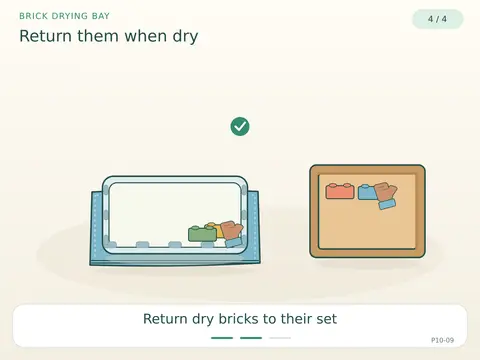 BRICK DRYING BAY
4 / 4
Return them when dry
Return dry bricks to their set
P10-09